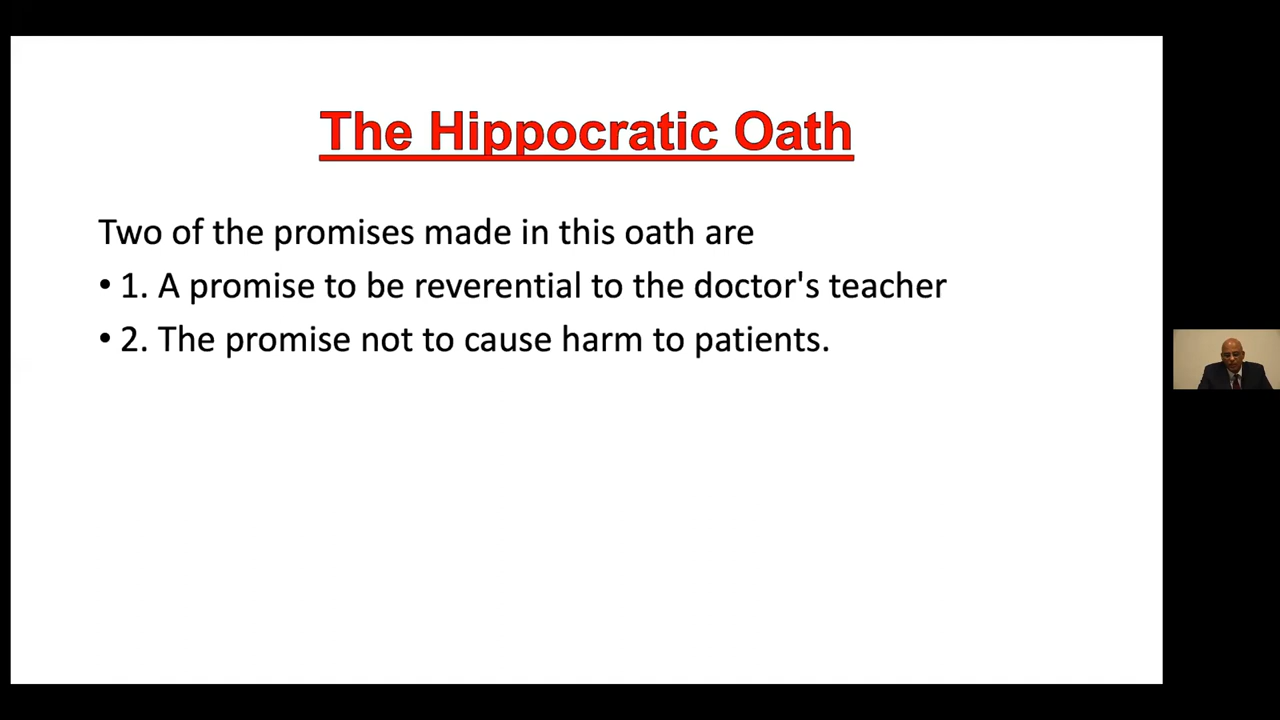 The Hippocratic Oath
Two of the promises made in this oath are
• 1. A promise to be reverential to the doctor's teacher
• 2. The promise not to cause harm to patients.